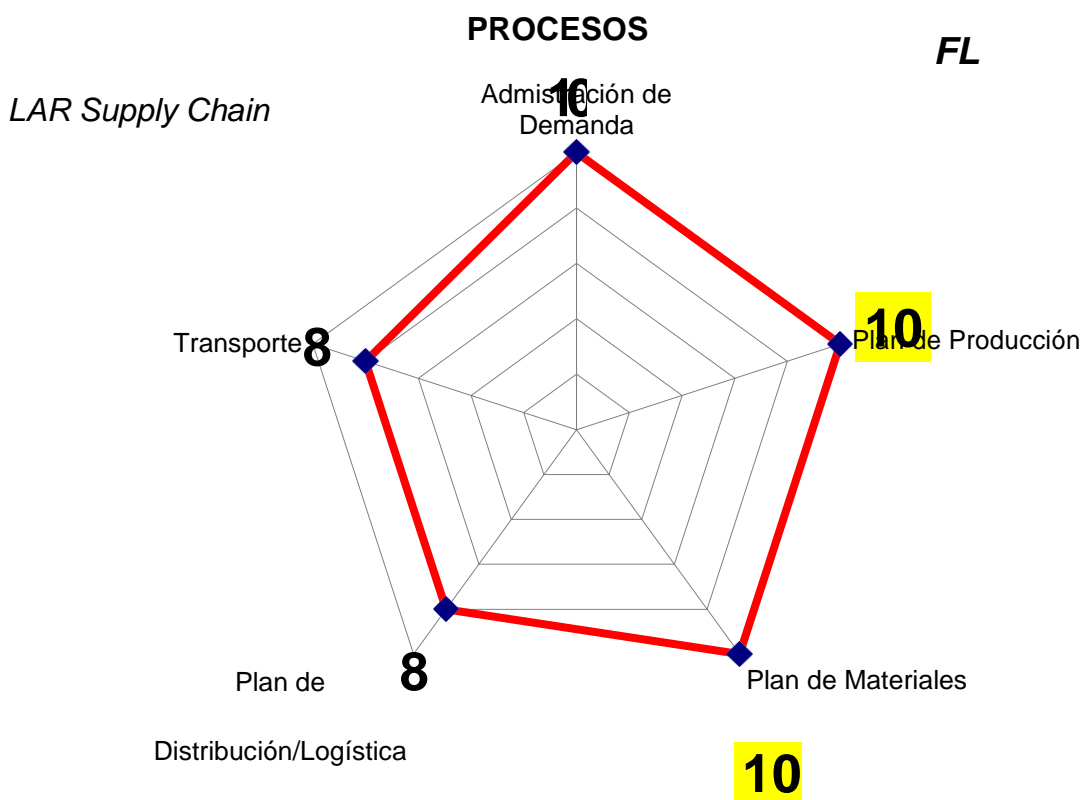 PROCESOS
FL
LAR Supply Chain
10
Admistración de
Demanda
10
Plan de Producción
Transporte
8
8
Plan de
Distribución/Logística
Plan de Materiales
10